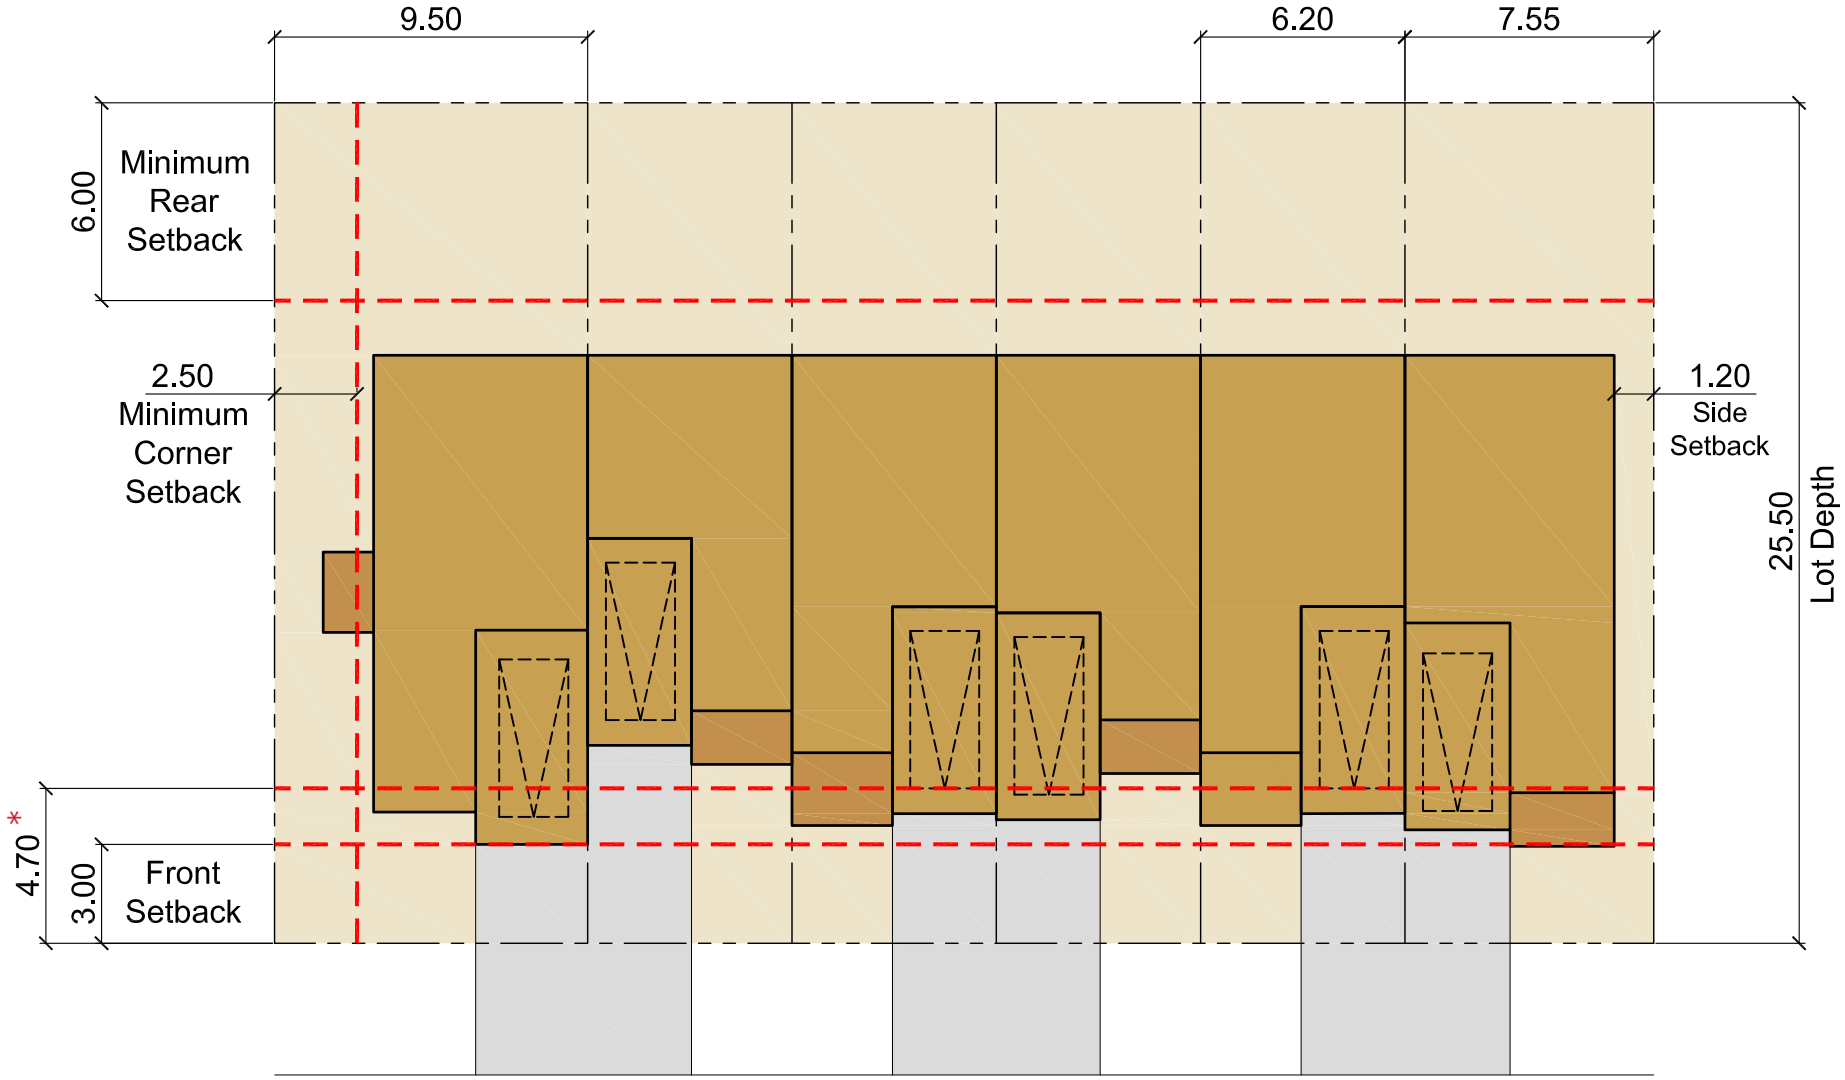 9.50
6.20
7.55
Minimum
Rear
Setback
6.00
2.50
Minimum
Corner
Setback
1.20
Side
Setback
25.50
Lot Depth
4.70 *
3.00
Front
Setback